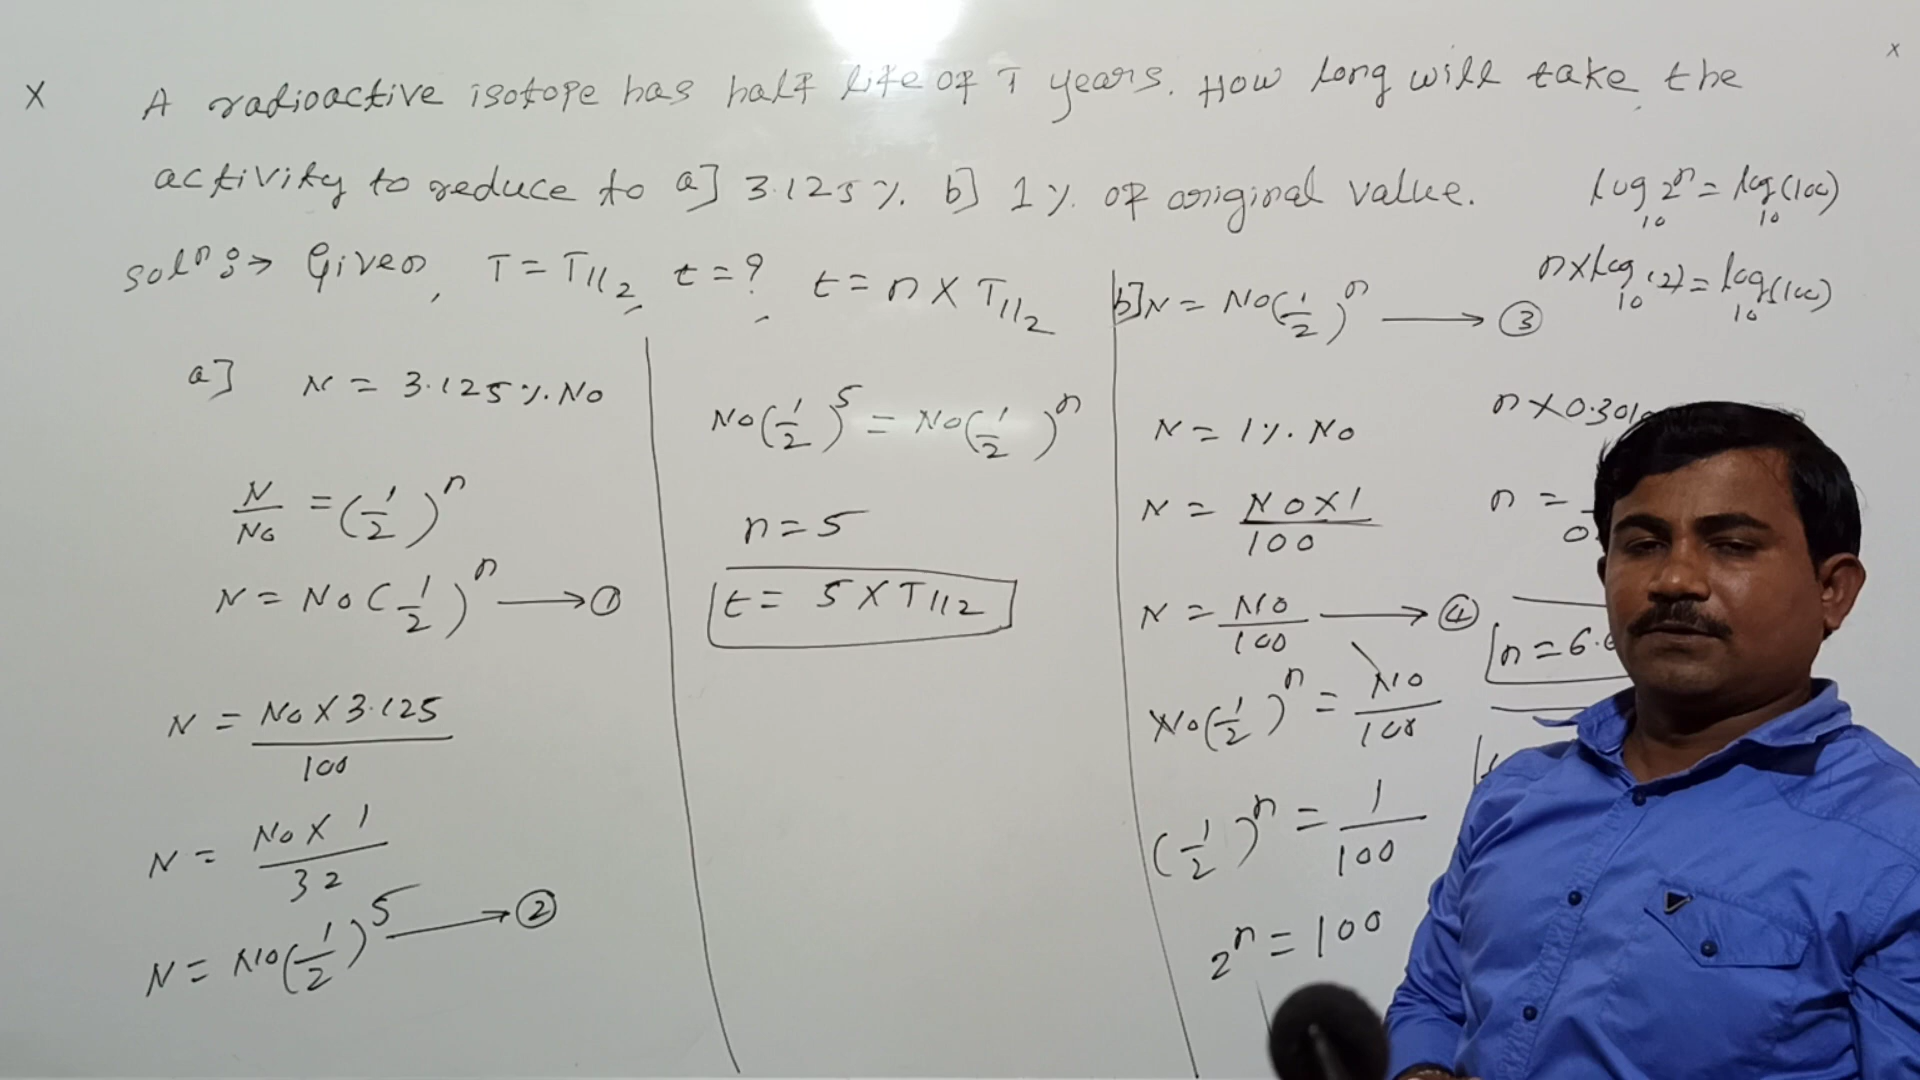 X A radioactive isotope has half life of T years. How long will take the x
activity to reduce to a] 3.125%. b] 1% of original value.
Soln :→ Given, T = T1/2, t = ? t = n X T1/2
a] N = 3.125%. No
N/No = (1/2)^n
N = No (1/2)^n → ①
N = No X 3.125 / 100
N = No X 1 / 32
N = No (1/2)^5 → ②
No (1/2)^5 = No (1/2)^n
n = 5
t = 5 X T1/2
b] N = No (1/2)^n → ③
N = 1%. No
N = No X 1 / 100
N = No / 100 → ④
No (1/2)^n = No / 100
(1/2)^n = 1 / 100
2^n = 100
log10 2^n = log10 (100)
n x log10 (2) = log10 (100)
n X 0.301
n =
n = 6.6